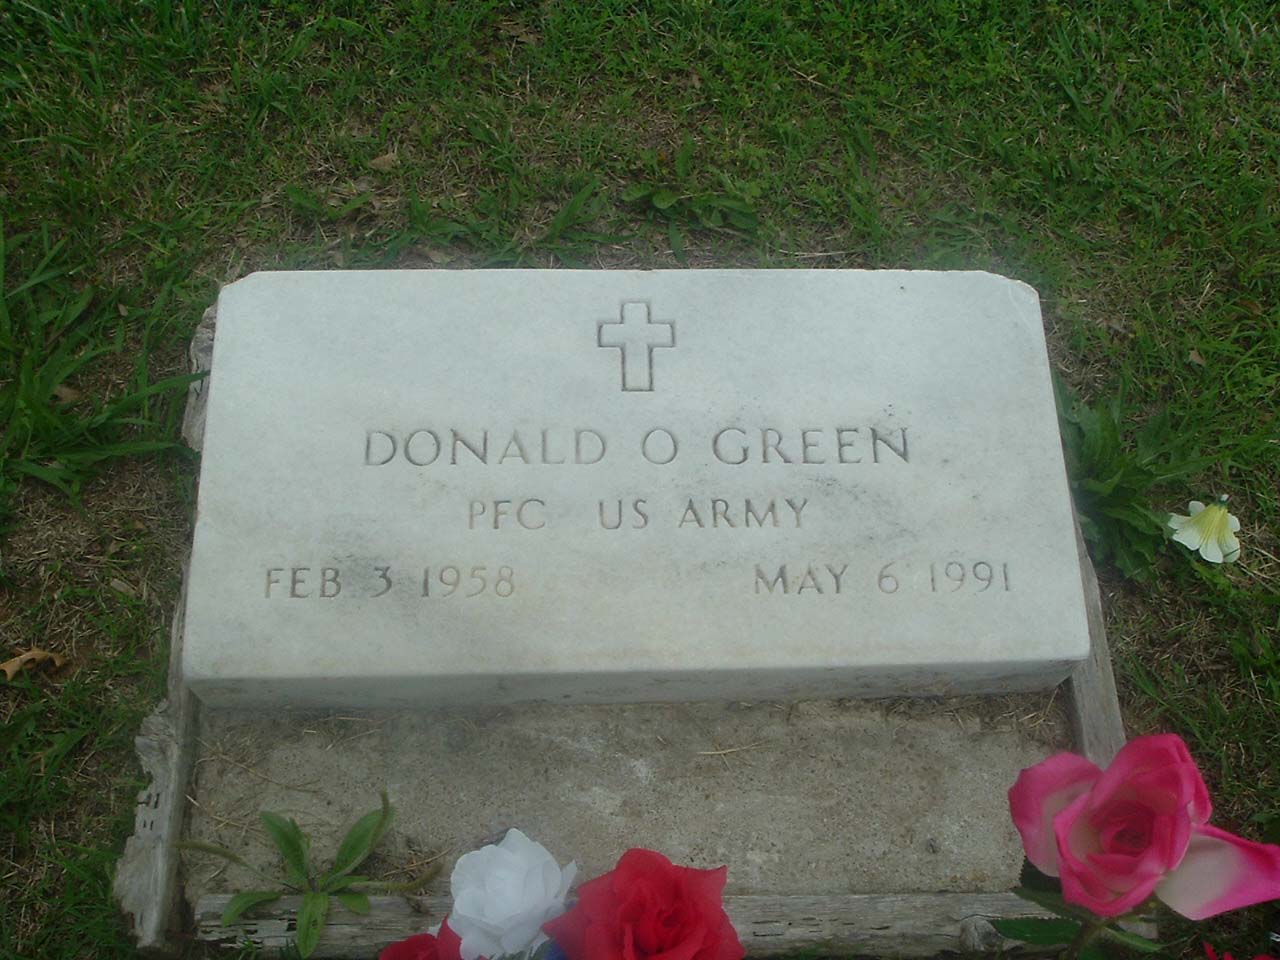 DONALD O GREEN
PFC US ARMY
FEB 3 1958 MAY 6 1991